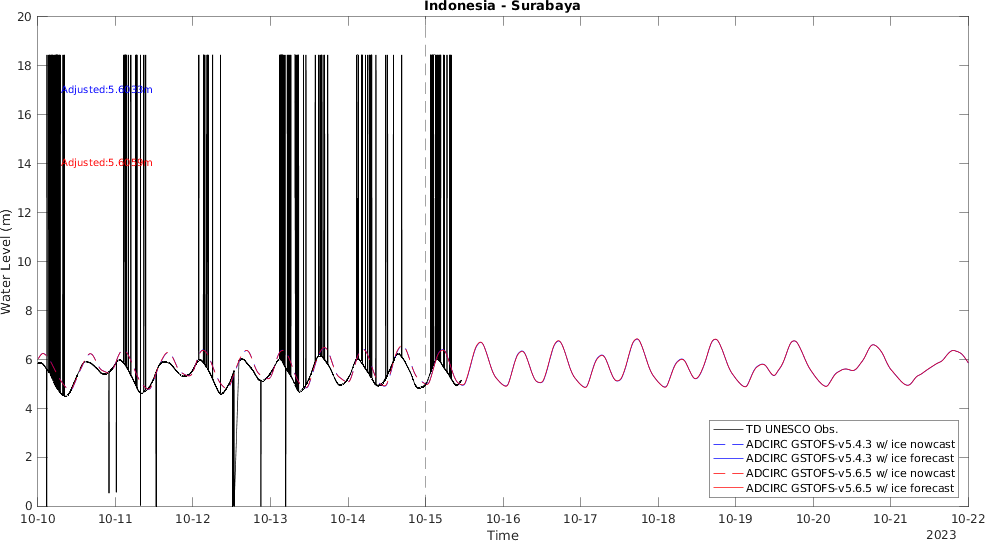 Indonesia - Surabaya
20
18
16
14
12
10
8
6
4
2
0
Water Level (m)
Adjusted:5.6033m
10-10
10-11
10-12
10-13
10-14
10-15
10-16
10-17
10-18
10-19
10-20
10-21
10-22
Time
2023
TD UNESCO Obs.
ADCIRC GSTOFS-v5.4.3 w/ ice nowcast
ADCIRC GSTOFS-v5.4.3 w/ ice forecast
ADCIRC GSTOFS-v5.6.5 w/ ice nowcast
ADCIRC GSTOFS-v5.6.5 w/ ice forecast